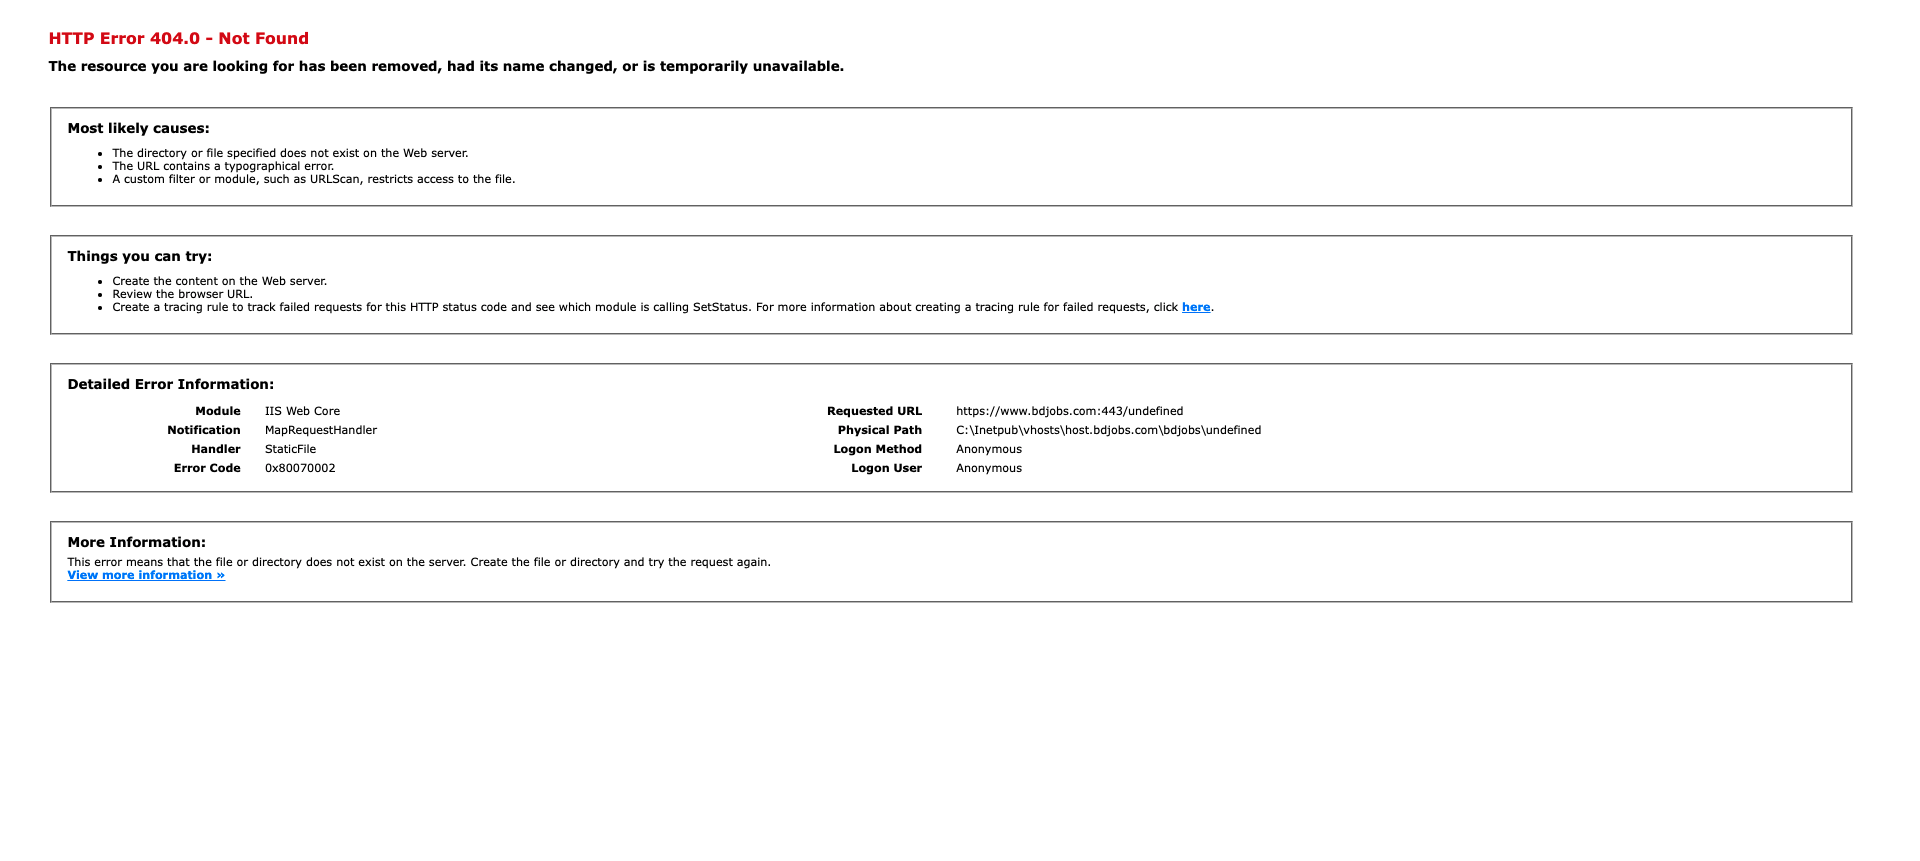 HTTP Error 404.0 - Not Found
The resource you are looking for has been removed, had its name changed, or is temporarily unavailable.
Most likely causes:
• The directory or file specified does not exist on the Web server.
• The URL contains a typographical error.
• A custom filter or module, such as URLScan, restricts access to the file.
Things you can try:
• Create the content on the Web server.
• Review the browser URL.
• Create a tracing rule to track failed requests for this HTTP status code and see which module is calling SetStatus. For more information about creating a tracing rule for failed requests, click here.
Detailed Error Information:
Module IIS Web Core
Notification MapRequestHandler
Handler StaticFile
Error Code 0x80070002
Requested URL https://www.bdjobs.com:443/undefined
Physical Path C:\Inetpub\vhosts\host.bdjobs.com\bdjobs\undefined
Logon Method Anonymous
Logon User Anonymous
More Information:
This error means that the file or directory does not exist on the server. Create the file or directory and try the request again.
View more information »